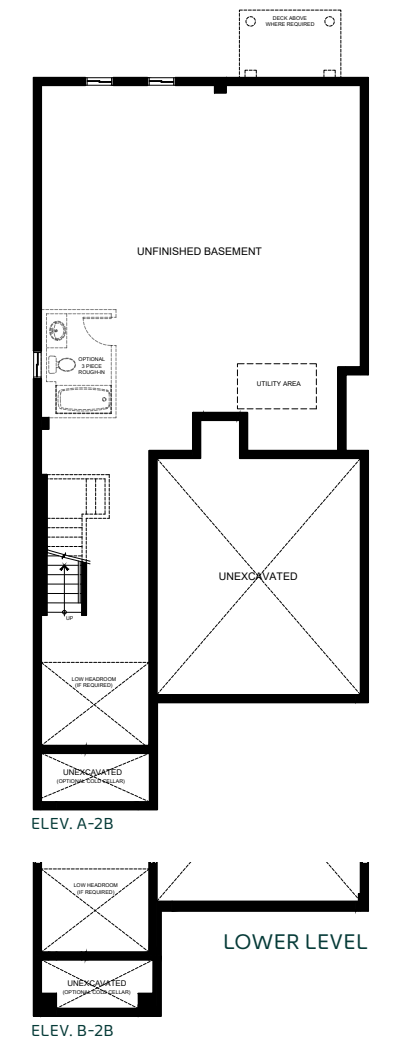 DECK ABOVE
WHERE REQUIRED
UNFINISHED BASEMENT
OPTIONAL
3 PIECE
ROUGH-IN
UTILITY AREA
UNEXCAVATED
UP
LOW HEADROOM
(IF REQUIRED)
UNEXCAVATED
(OPTIONAL COLD CELLAR)
ELEV. A-2B
LOW HEADROOM
(IF REQUIRED)
LOWER LEVEL
UNEXCAVATED
(OPTIONAL COLD CELLAR)
ELEV. B-2B